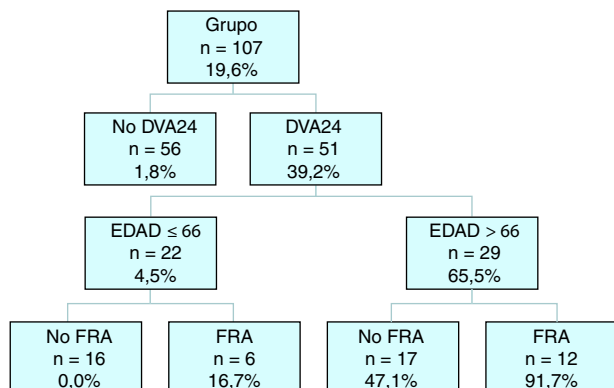 Grupo
n = 107
19,6%
No DVA24
n = 56
1,8%
DVA24
n = 51
39,2%
EDAD ≤ 66
n = 22
4,5%
EDAD > 66
n = 29
65,5%
No FRA
n = 16
0,0%
FRA
n = 6
16,7%
No FRA
n = 17
47,1%
FRA
n = 12
91,7%